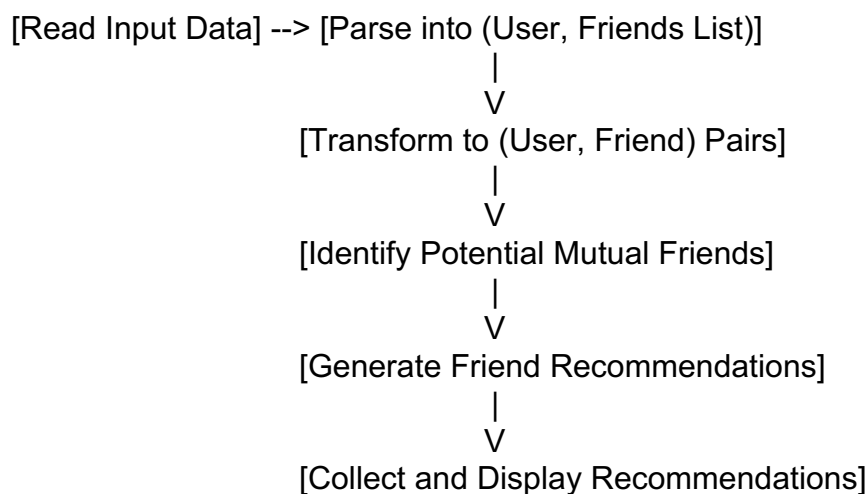 [Read Input Data] --> [Parse into (User, Friends List)]
|
V
[Transform to (User, Friend) Pairs]
|
V
[Identify Potential Mutual Friends]
|
V
[Generate Friend Recommendations]
|
V
[Collect and Display Recommendations]